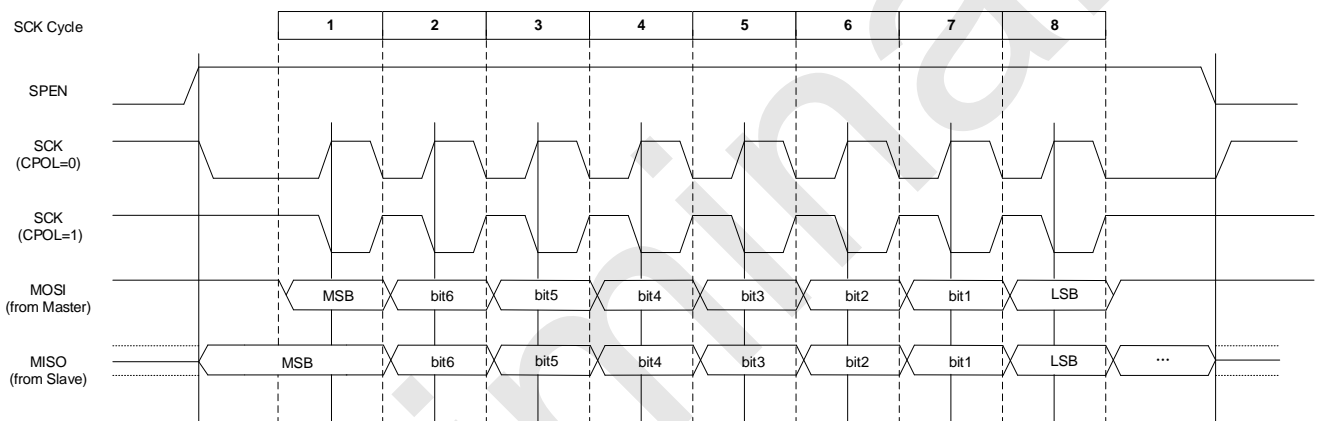 SCK Cycle
1 2 3 4 5 6 7 8
SPEN
SCK
(CPOL=0)
SCK
(CPOL=1)
MOSI
(from Master)
MSB bit6 bit5 bit4 bit3 bit2 bit1 LSB
MISO
(from Slave)
MSB bit6 bit5 bit4 bit3 bit2 bit1 LSB ...